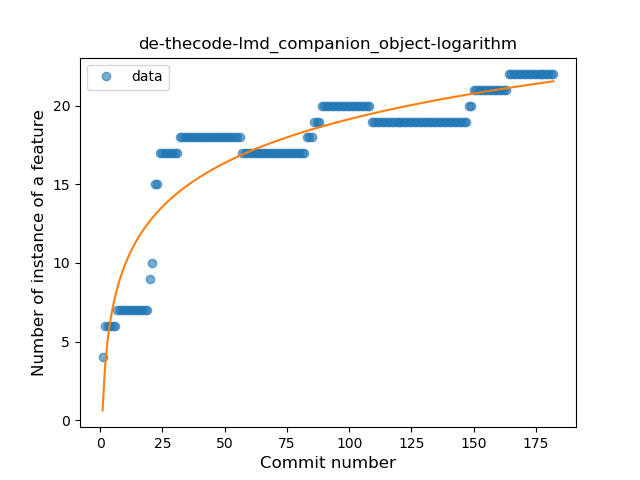 de-thecode-lmd_companion_object-logarithm
data
Number of instance of a feature
20
15
10
5
0
0 25 50 75 100 125 150 175
Commit number